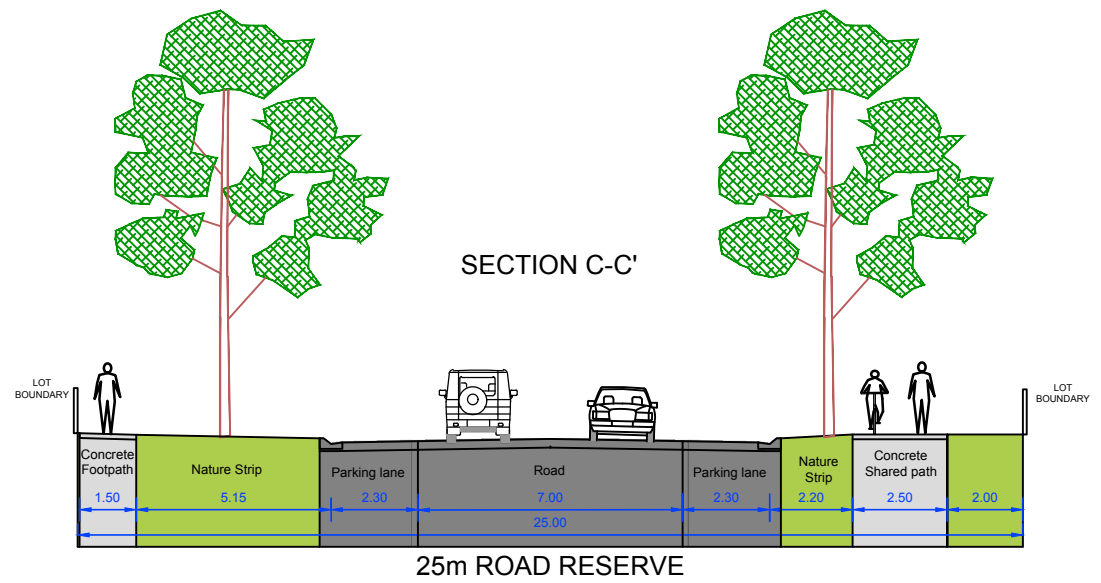 SECTION C-C'
LOT
BOUNDARY
LOT
BOUNDARY
Concrete
Footpath
Nature Strip
Parking lane
Road
Parking lane
Nature
Strip
Concrete
Shared path
1.50
5.15
2.30
7.00
2.30
2.20
2.50
2.00
25.00
25m ROAD RESERVE